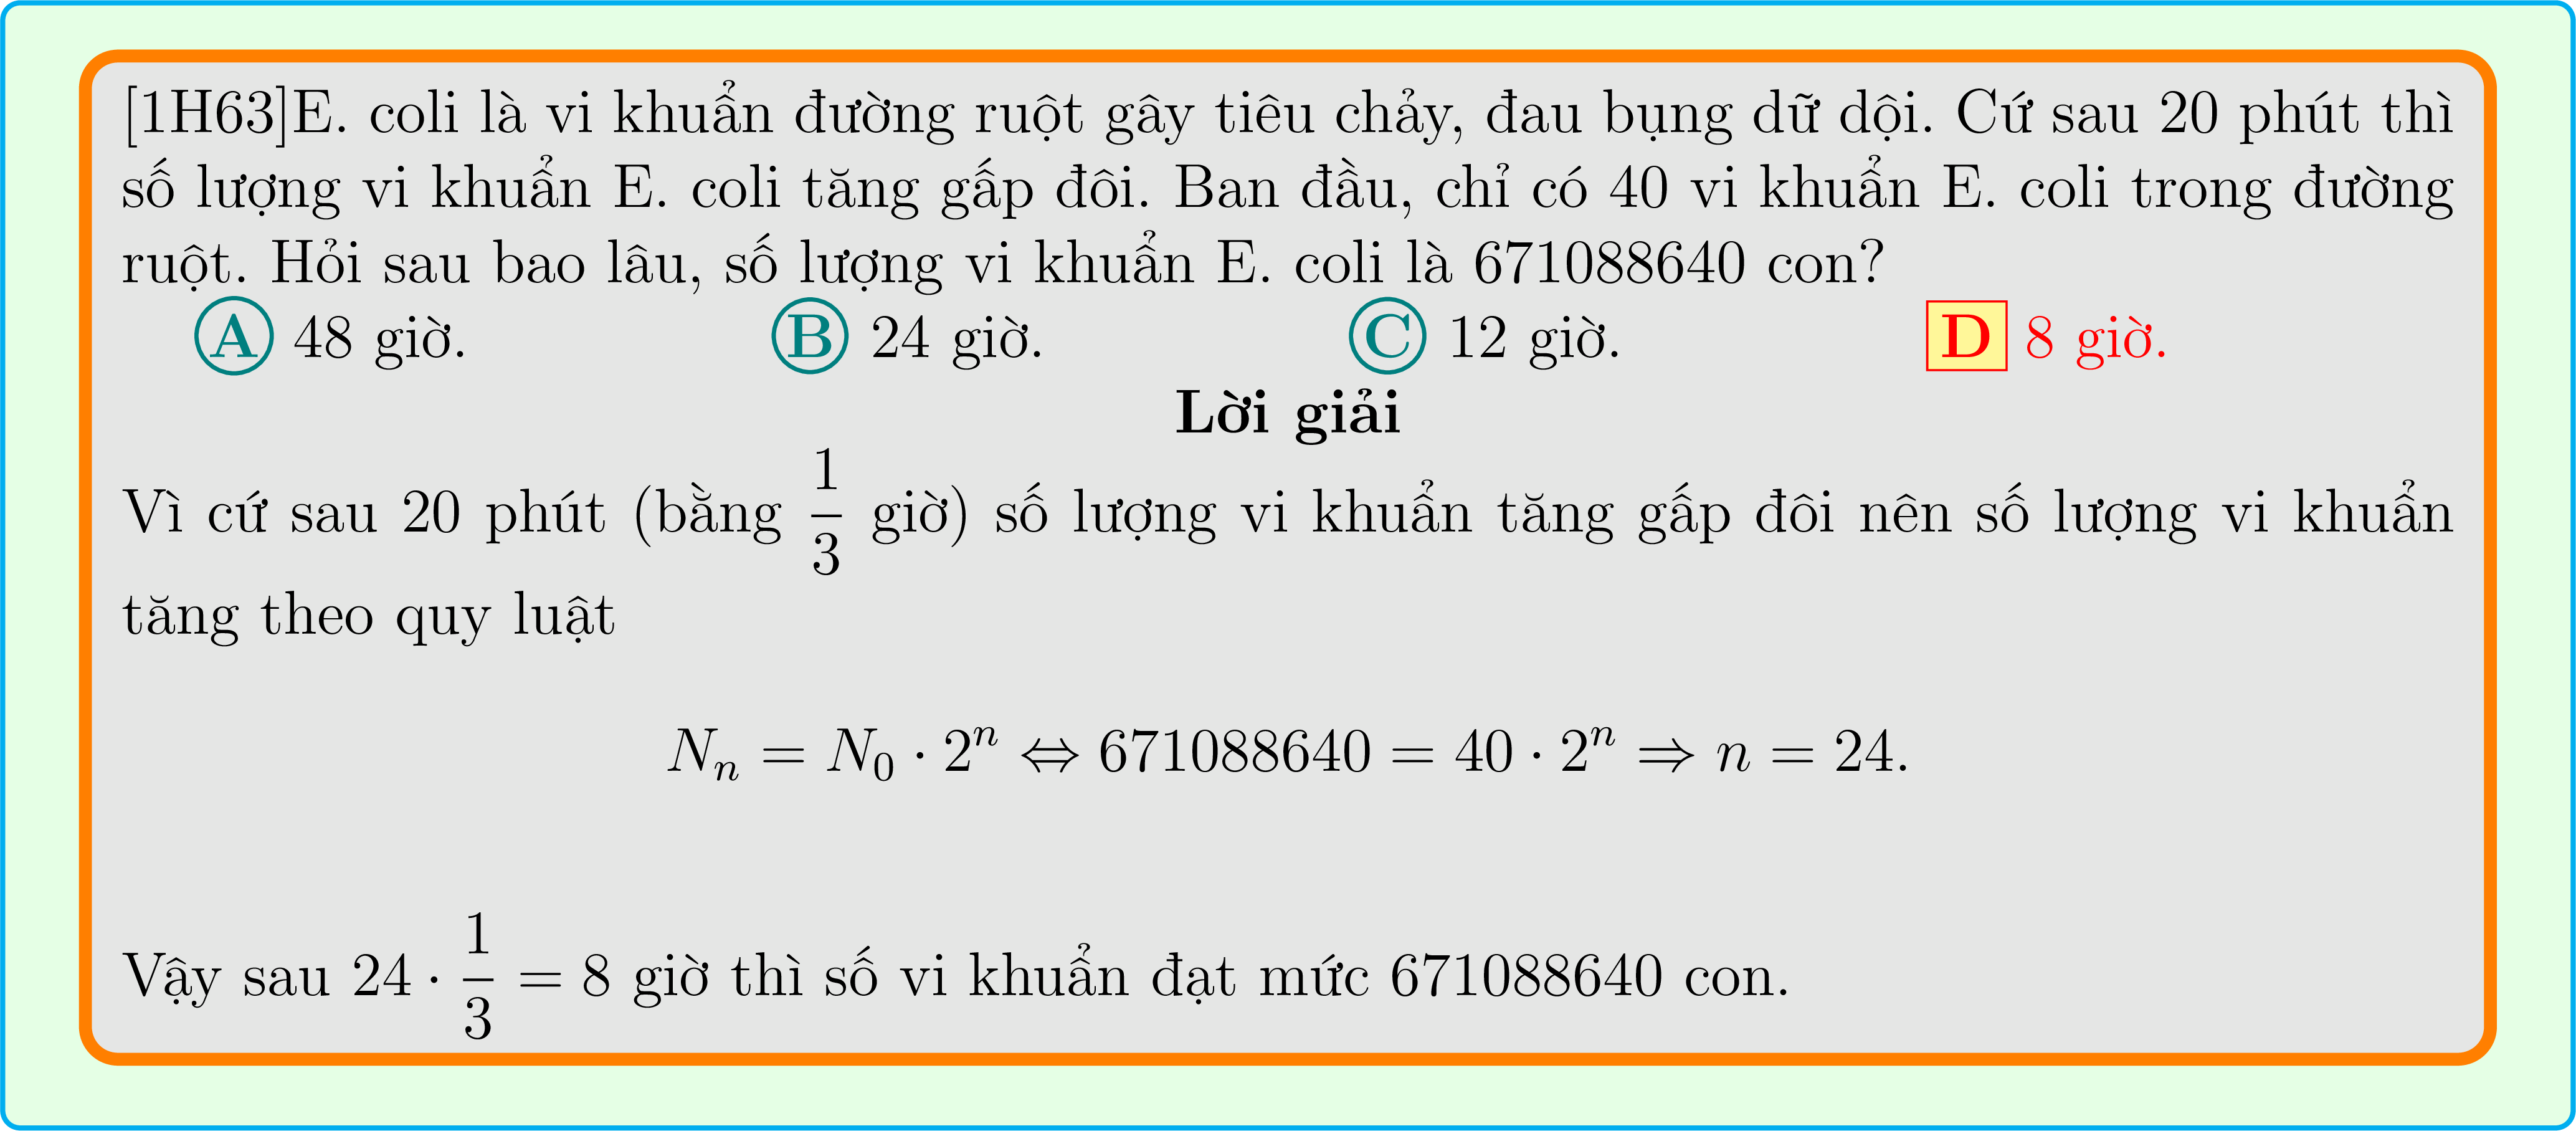 [1H63]E. coli là vi khuẩn đường ruột gây tiêu chảy, đau bụng dữ dội. Cứ sau 20 phút thì
số lượng vi khuẩn E. coli tăng gấp đôi. Ban đầu, chỉ có 40 vi khuẩn E. coli trong đường
ruột. Hỏi sau bao lâu, số lượng vi khuẩn E. coli là 671088640 con?
A 48 giờ. B 24 giờ. C 12 giờ. D 8 giờ.
Lời giải
Vì cứ sau 20 phút (bằng $\frac{1}{3}$ giờ) số lượng vi khuẩn tăng gấp đôi nên số lượng vi khuẩn
tăng theo quy luật
$N_n = N_0 \cdot 2^n \Leftrightarrow 671088640 = 40 \cdot 2^n \Rightarrow n = 24.$
Vậy sau $24 \cdot \frac{1}{3} = 8$ giờ thì số vi khuẩn đạt mức 671088640 con.